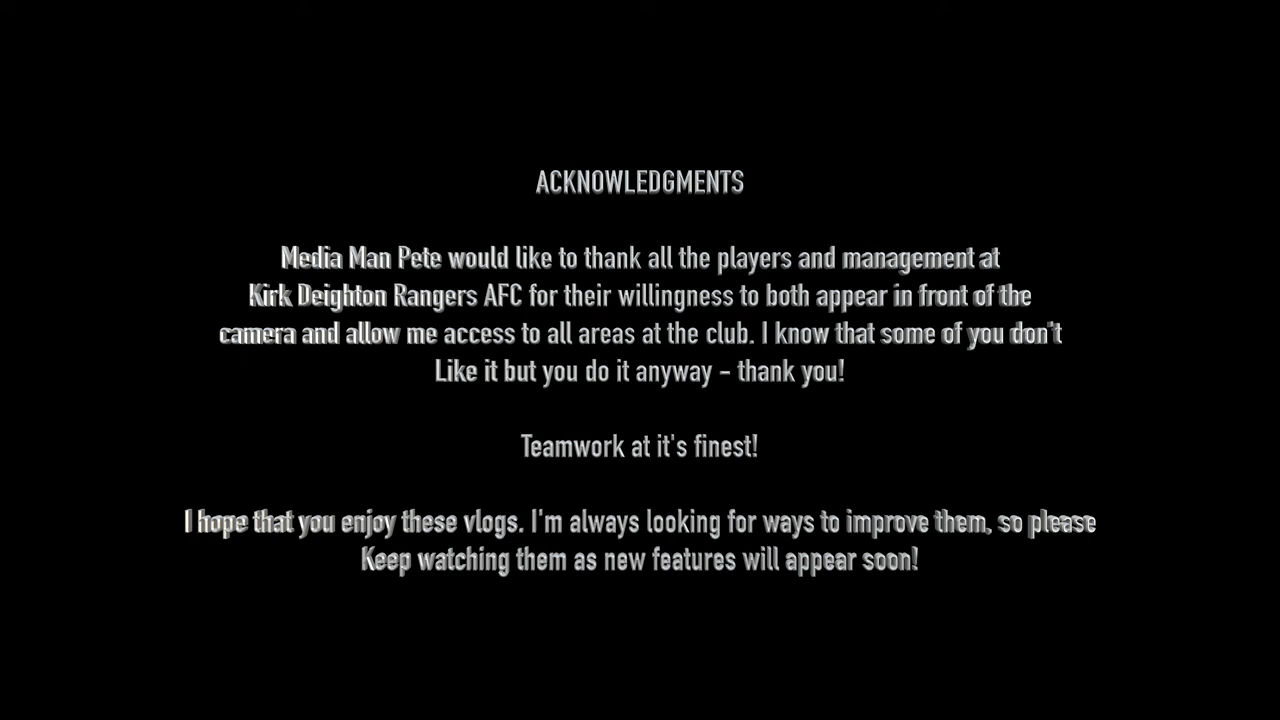 ACKNOWLEDGMENTS
Media Man Pete would like to thank all the players and management at
Kirk Deighton Rangers AFC for their willingness to both appear in front of the
camera and allow me access to all areas at the club. I know that some of you don't
Like it but you do it anyway - thank you!
Teamwork at it's finest!
I hope that you enjoy these vlogs. I'm always looking for ways to improve them, so please
Keep watching them as new features will appear soon!